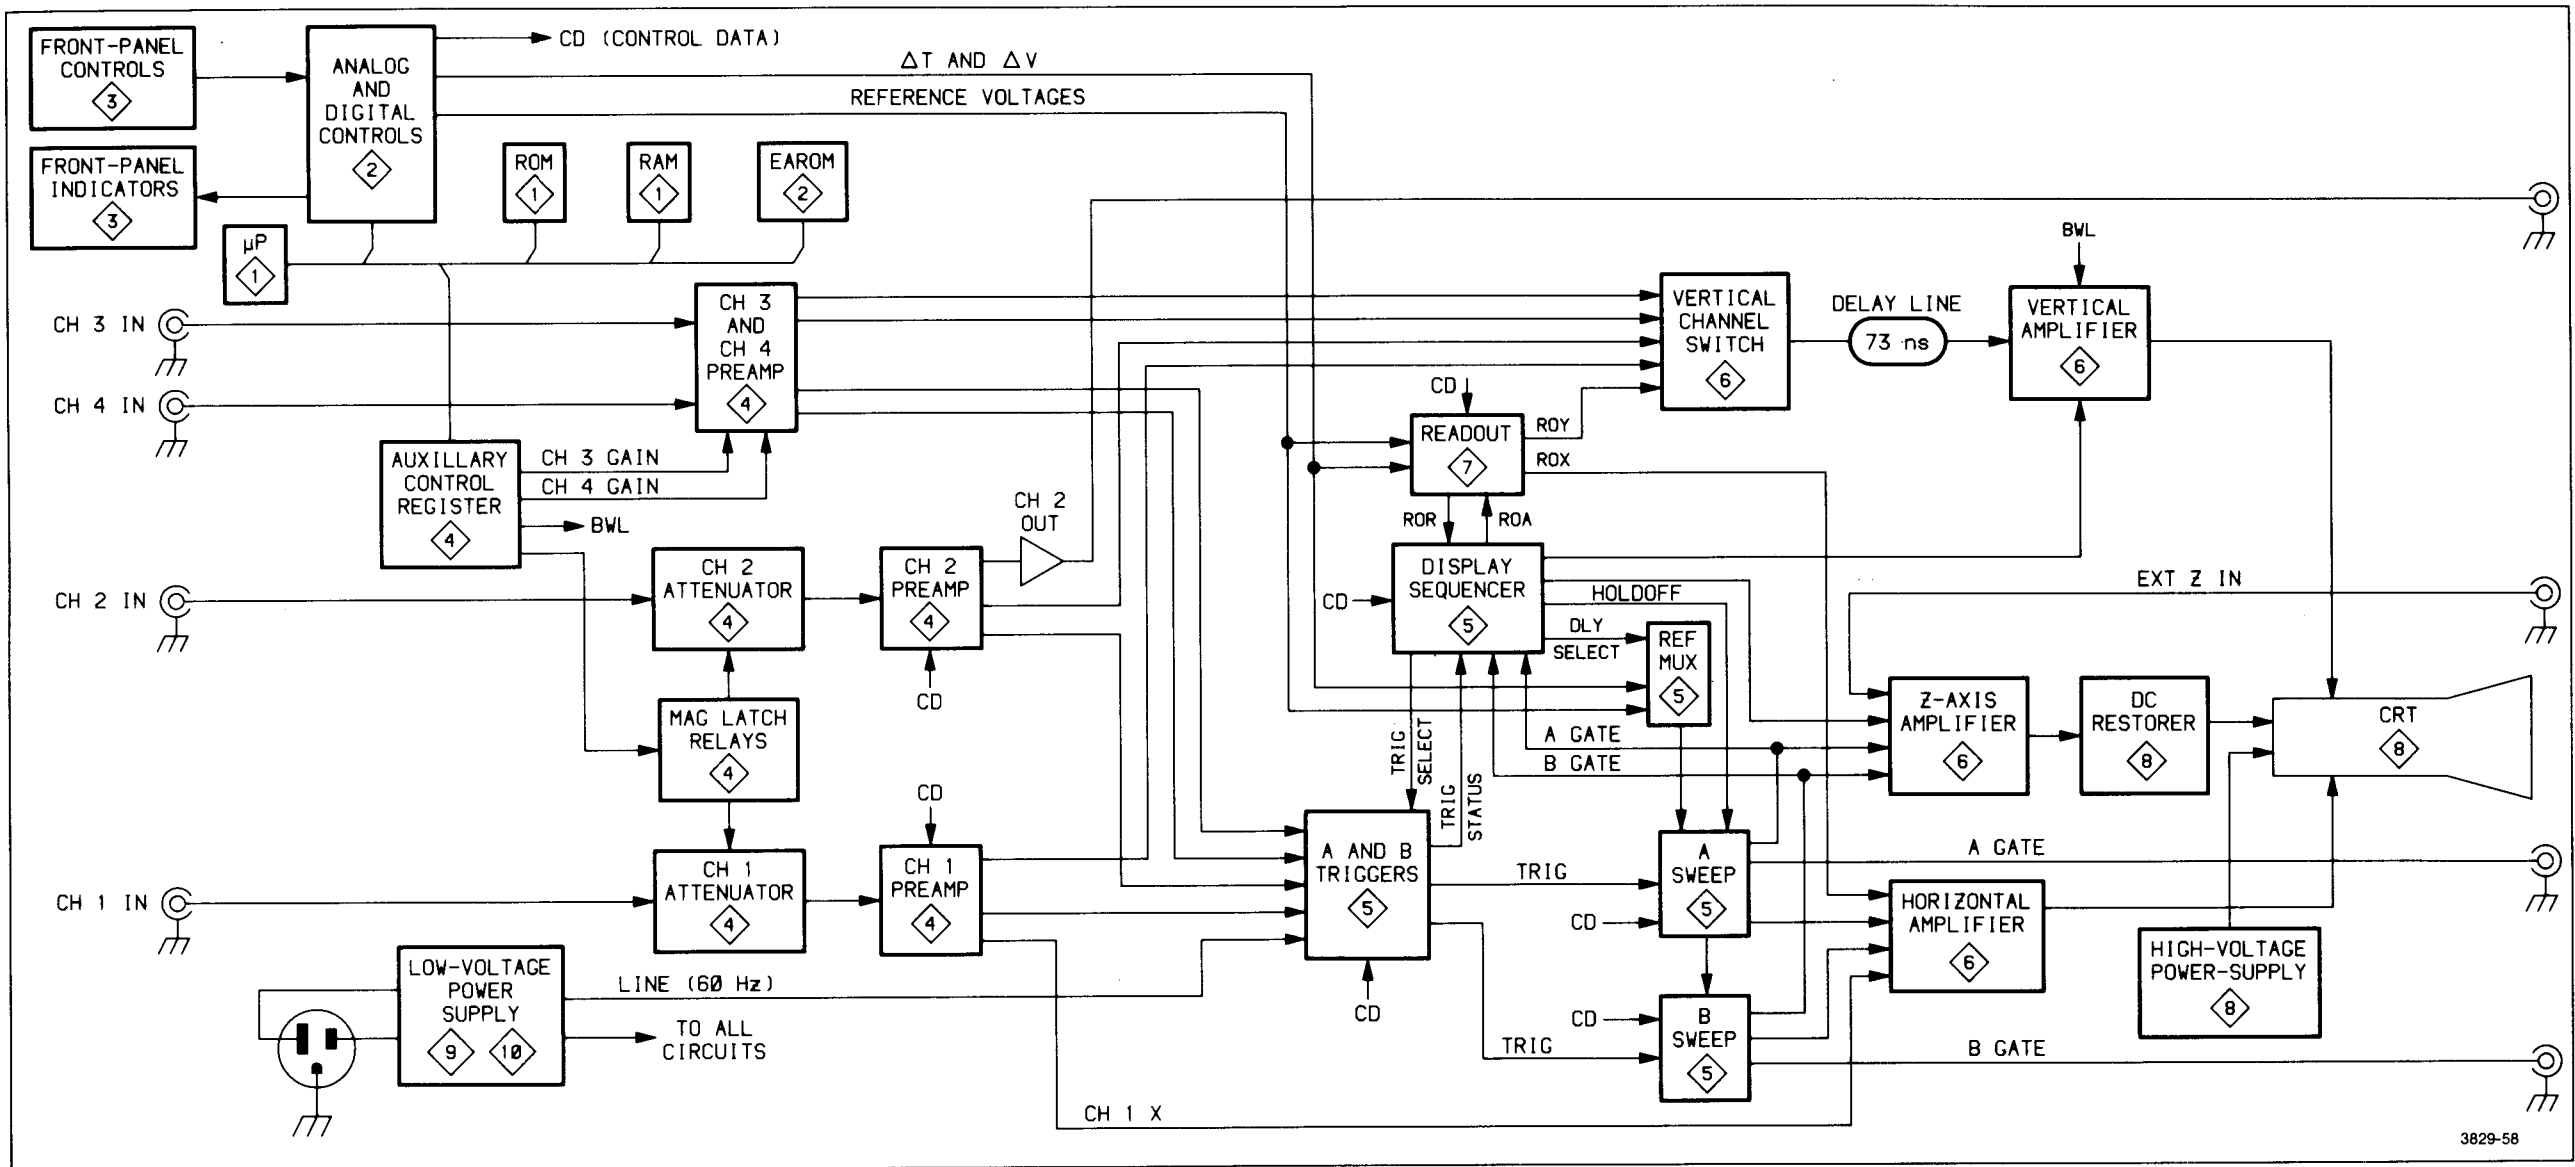 FRONT-PANEL
CONTROLS
3
FRONT-PANEL
INDICATORS
3
ANALOG
AND
DIGITAL
CONTROLS
2
CD (CONTROL DATA)
ΔT AND ΔV
REFERENCE VOLTAGES
µP
1
ROM
1
RAM
1
EAROM
2
CH 3 IN
CH 4 IN
CH 3
AND
CH 4
PREAMP
4
AUXILLARY
CONTROL
REGISTER
4
CH 3 GAIN
CH 4 GAIN
BWL
CH 2 IN
CH 2
ATTENUATOR
4
CH 2
PREAMP
4
CD
CH 2
OUT
MAG LATCH
RELAYS
4
CH 1 IN
CH 1
ATTENUATOR
4
CD
CH 1
PREAMP
4
LOW-VOLTAGE
POWER
SUPPLY
9 10
LINE (60 Hz)
TO ALL
CIRCUITS
CH 1 X
VERTICAL
CHANNEL
SWITCH
6
DELAY LINE
73 ns
BWL
VERTICAL
AMPLIFIER
6
CD
READOUT
7
ROY
ROX
ROR
ROA
CD
DISPLAY
SEQUENCER
5
HOLDOFF
DLY
SELECT
REF
MUX
5
TRIG
SELECT
TRIG
STATUS
A GATE
B GATE
A AND B
TRIGGERS
5
CD
TRIG
TRIG
CD
A
SWEEP
5
CD
B
SWEEP
5
EXT Z IN
Z-AXIS
AMPLIFIER
6
DC
RESTORER
8
CRT
8
A GATE
HORIZONTAL
AMPLIFIER
6
HIGH-VOLTAGE
POWER-SUPPLY
8
B GATE
3829-58